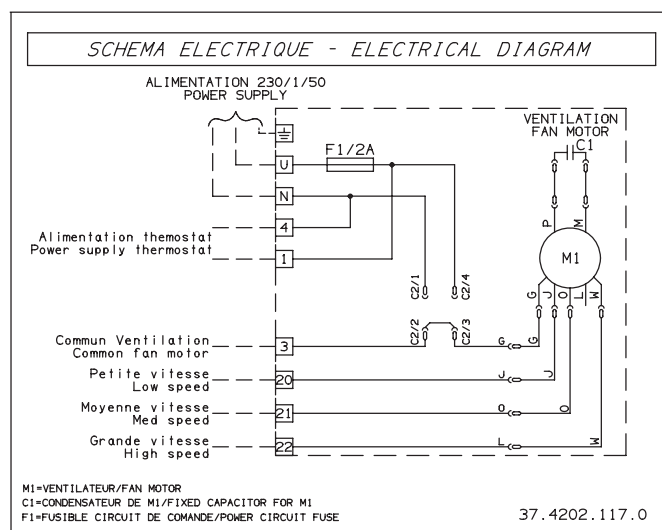 SCHEMA ELECTRIQUE - ELECTRICAL DIAGRAM
ALIMENTATION 230/1/50
POWER SUPPLY
VENTILATION
FAN MOTOR
C1
F1/2A
U
N
4
1
Alimentation themostat
Power supply thermostat
P
M
M1
G
J
O
L
W
C2/1
C2/4
C2/2
C2/3
Commun Ventilation
Common fan motor
3
G
G
Petite vitesse
Low speed
20
J
J
Moyenne vitesse
Med speed
21
O
O
Grande vitesse
High speed
22
L
W
M1=VENTILATEUR/FAN MOTOR
C1=CONDENSATEUR DE M1/FIXED CAPACITOR FOR M1
F1=FUSIBLE CIRCUIT DE COMANDE/POWER CIRCUIT FUSE
37.4202.117.0